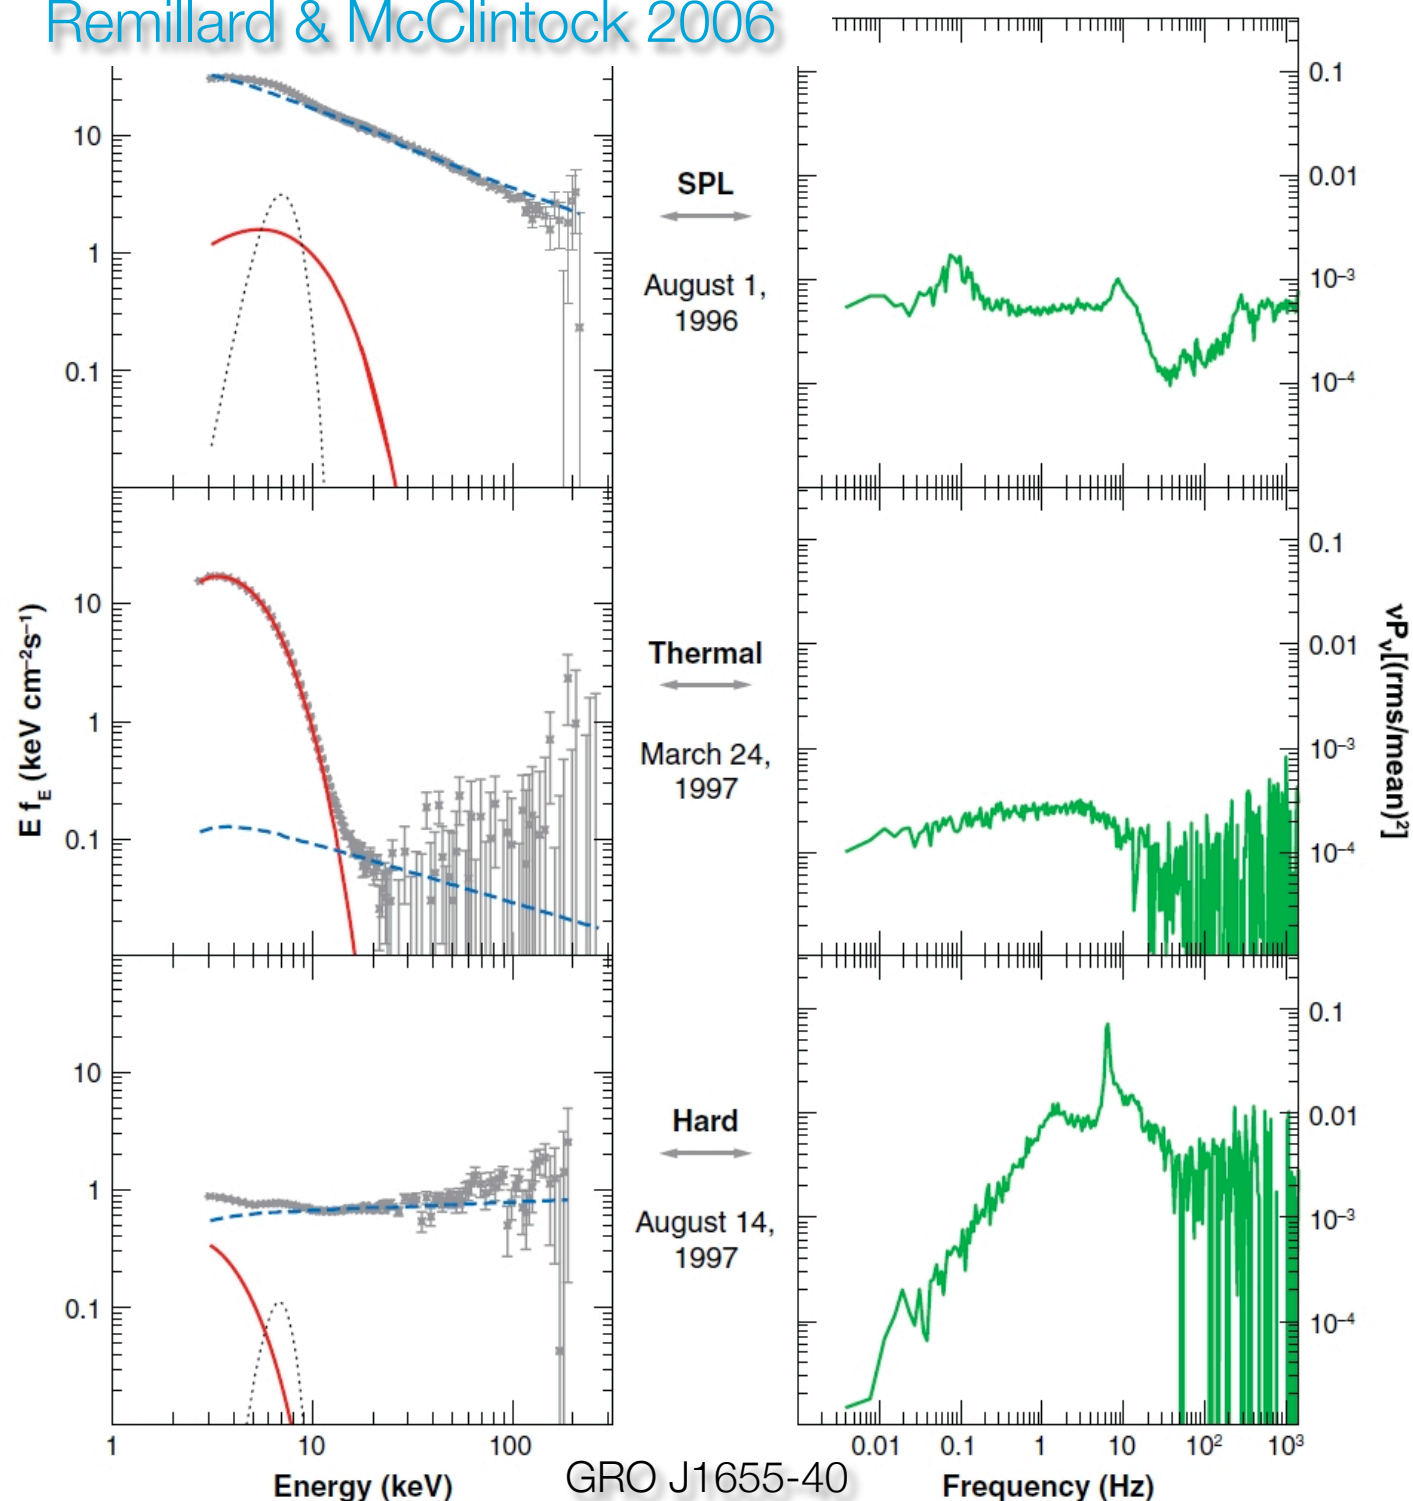 Remillard & McClintock 2006
10
1
0.1
SPL
August 1,
1996
0.1
0.01
10⁻³
10⁻⁴
E f_E (keV cm⁻²s⁻¹)
10
1
0.1
Thermal
March 24,
1997
0.1
0.01
10⁻³
10⁻⁴
νP_ν[(rms/mean)²]
10
1
0.1
Hard
August 14,
1997
0.1
0.01
10⁻³
10⁻⁴
1 10 100
0.01 0.1 1 10 10² 10³
Energy (keV)
GRO J1655-40
Frequency (Hz)